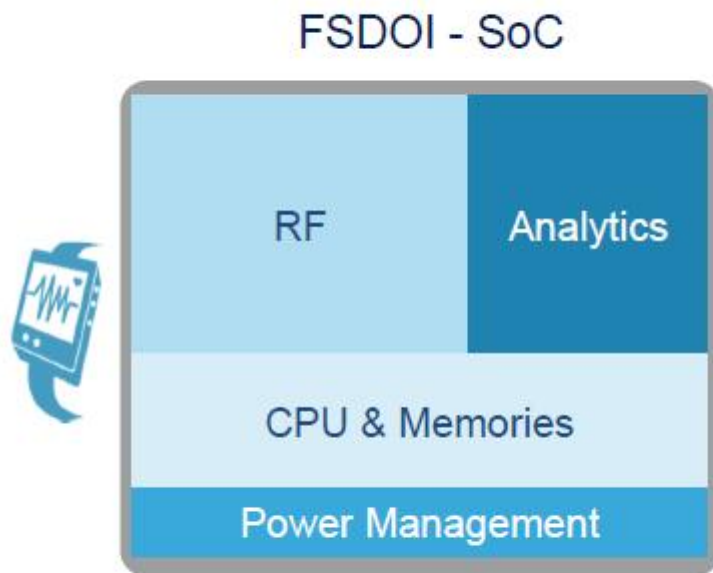 FSDOI - SoC
RF
Analytics
CPU & Memories
Power Management